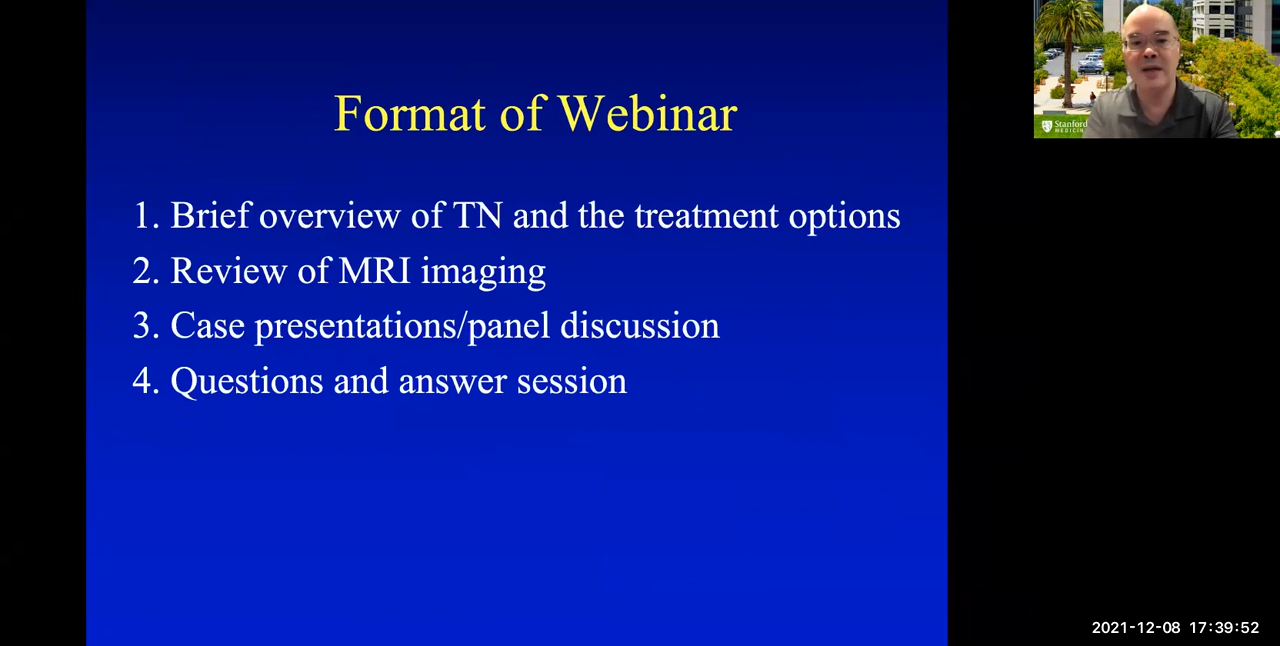 Format of Webinar
1. Brief overview of TN and the treatment options
2. Review of MRI imaging
3. Case presentations/panel discussion
4. Questions and answer session
Stanford
MEDICINE
2021-12-08 17:39:52